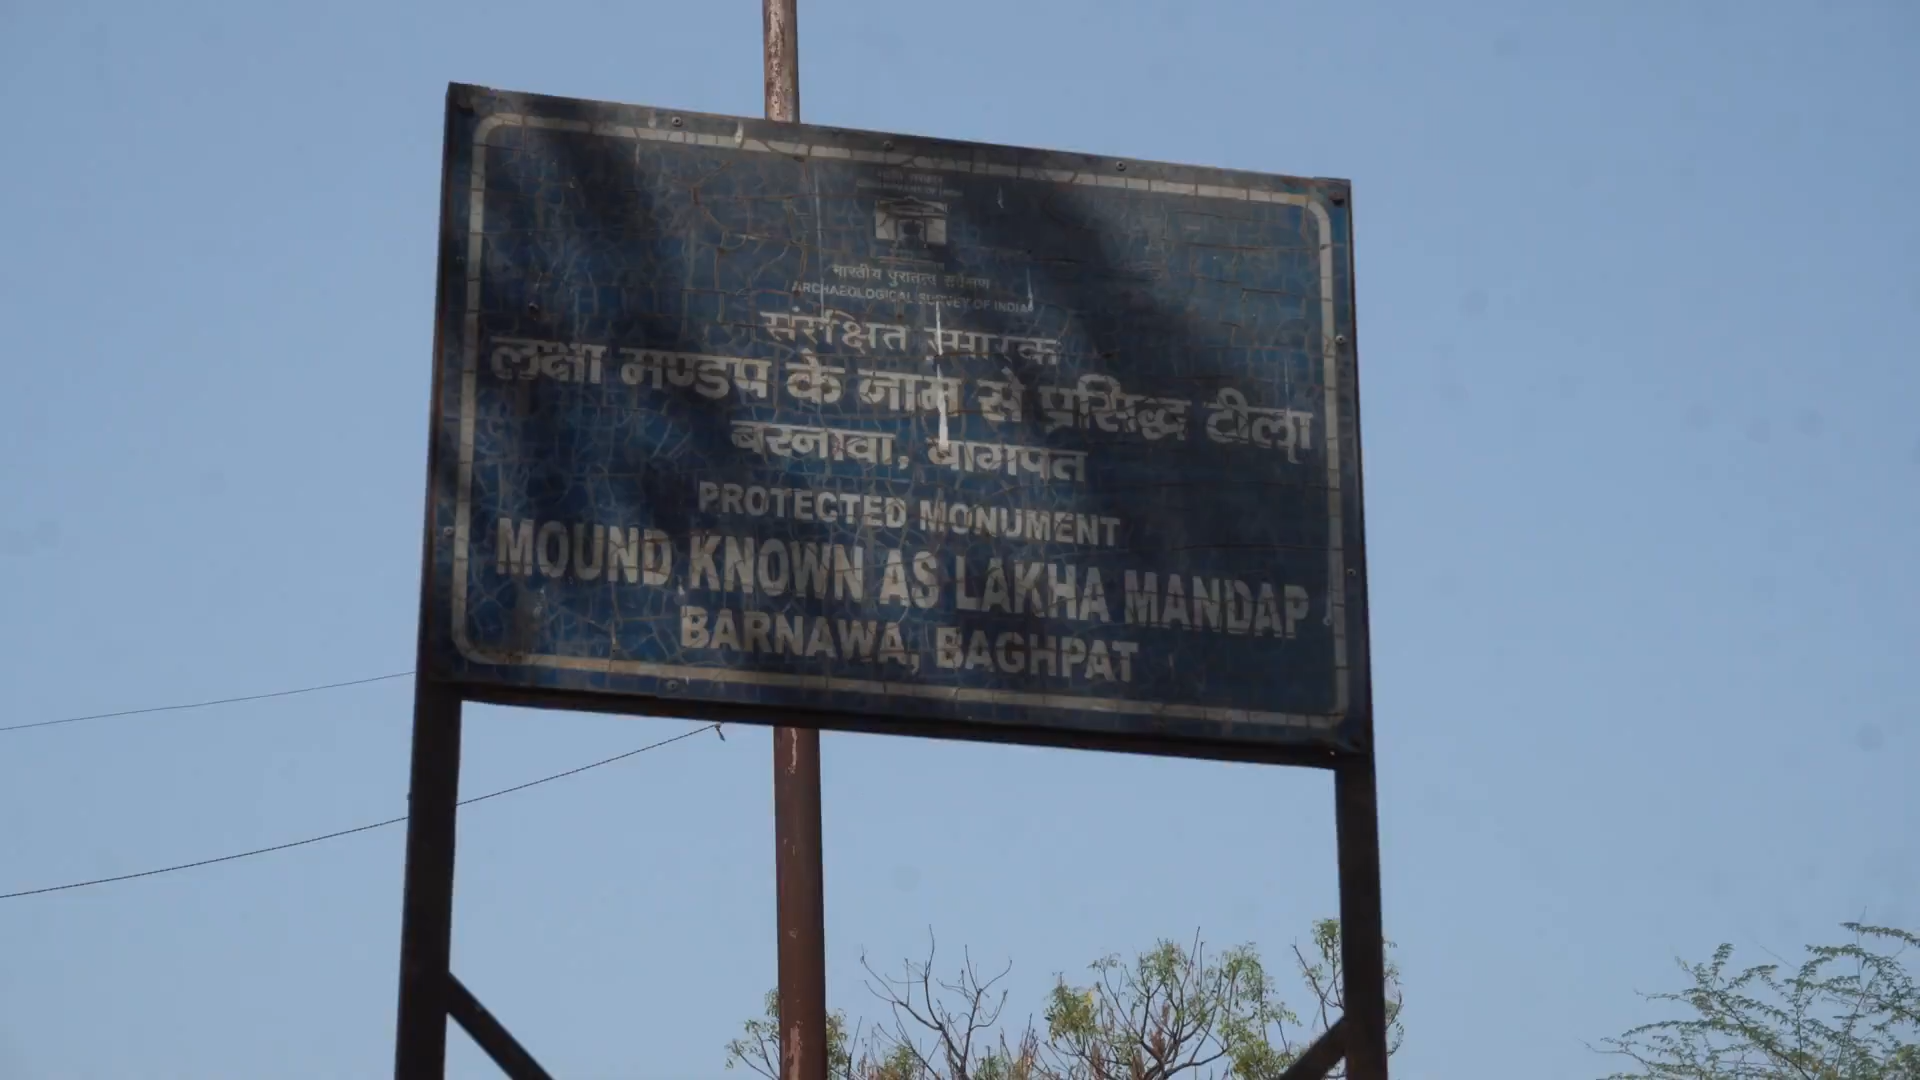 भारतीय पुरातत्व सर्वेक्षण
ARCHAEOLOGICAL SURVEY OF INDIA
संरक्षित स्मारक
लक्षा मण्डप के नाम से प्रसिद्ध टीला
बरनावा, बागपत
PROTECTED MONUMENT
MOUND KNOWN AS LAKHA MANDAP
BARNAWA, BAGHPAT